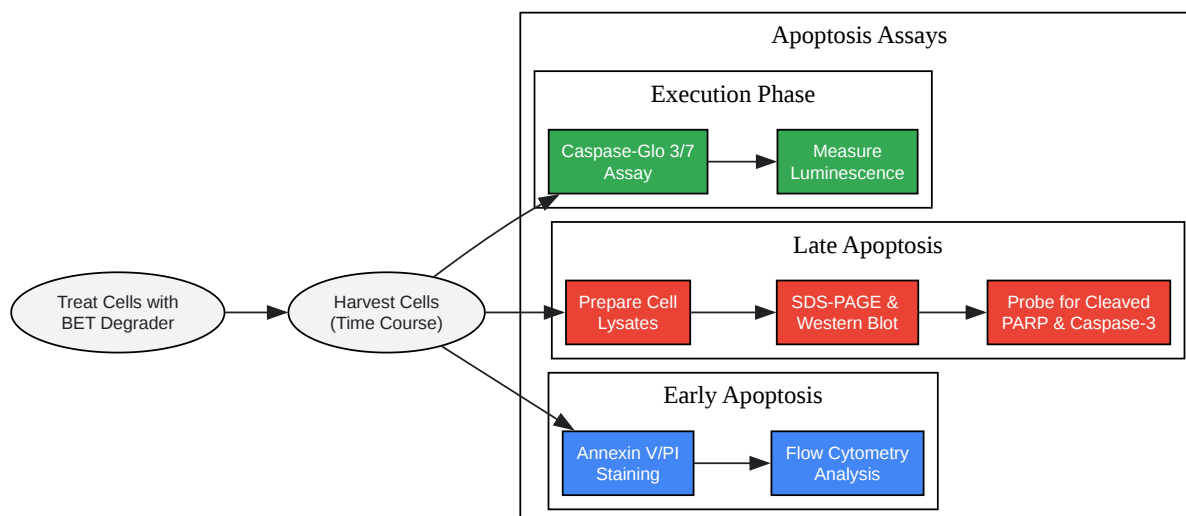 Apoptosis Assays
Execution Phase
Caspase-Glo 3/7
Assay
Measure
Luminescence
Late Apoptosis
Treat Cells with
BET Degrader
Harvest Cells
(Time Course)
Prepare Cell
Lysates
SDS-PAGE &
Western Blot
Probe for Cleaved
PARP & Caspase-3
Early Apoptosis
Annexin V/PI
Staining
Flow Cytometry
Analysis